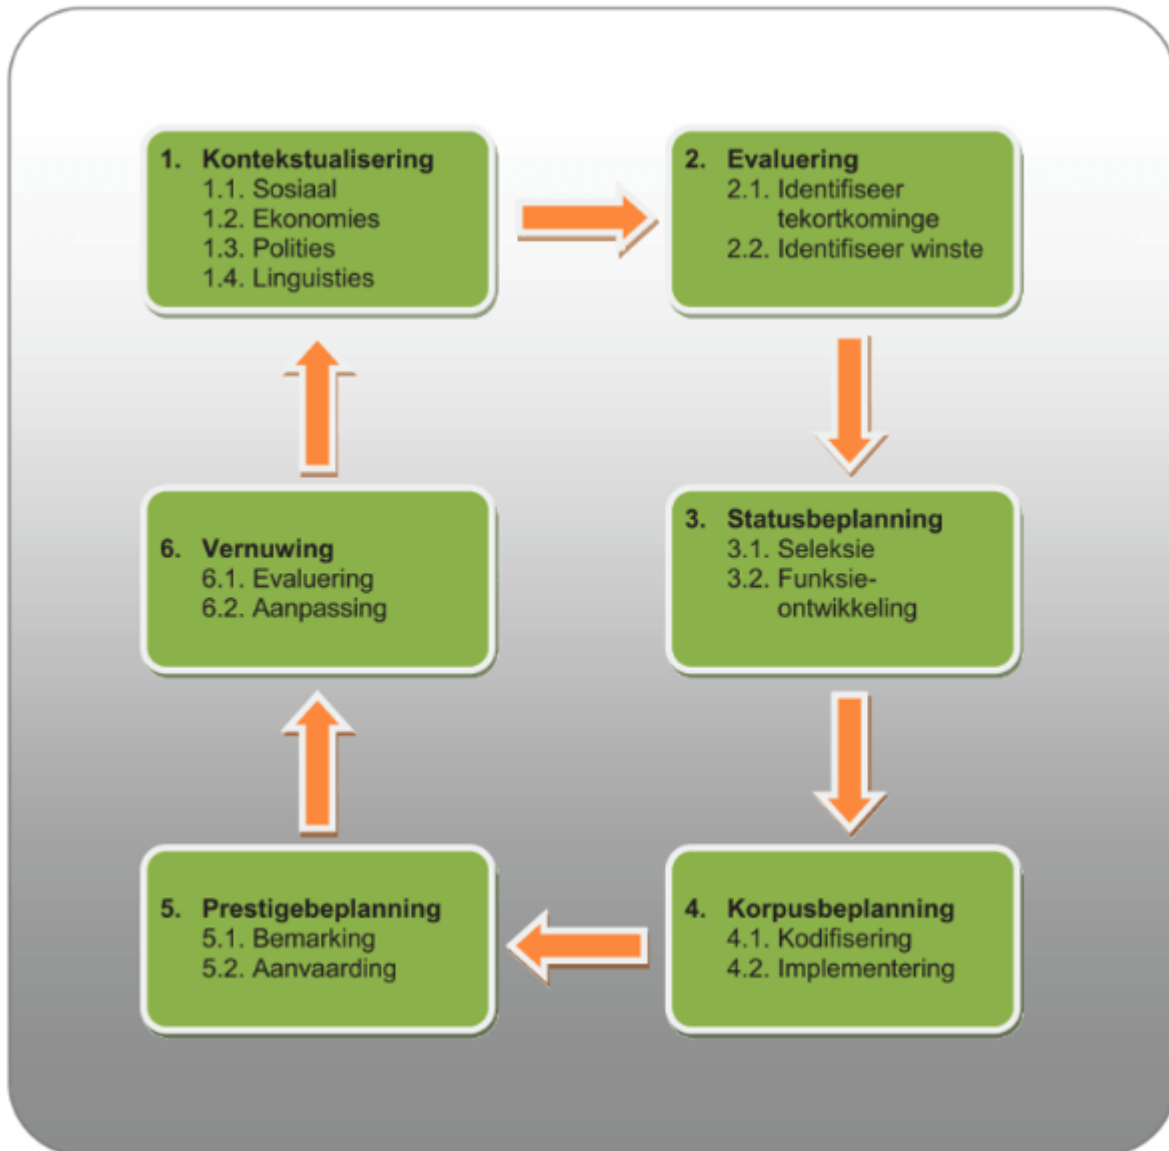 1. Kontekstualisering
1.1. Sosiaal
1.2. Ekonomies
1.3. Polities
1.4. Linguisties
2. Evaluering
2.1. Identifiseer
tekortkominge
2.2. Identifiseer winste
3. Statusbeplanning
3.1. Seleksie
3.2. Funksie-
ontwikkeling
4. Korpusbeplanning
4.1. Kodifisering
4.2. Implementering
5. Prestigebeplanning
5.1. Bemarking
5.2. Aanvaarding
6. Vernuwing
6.1. Evaluering
6.2. Aanpassing